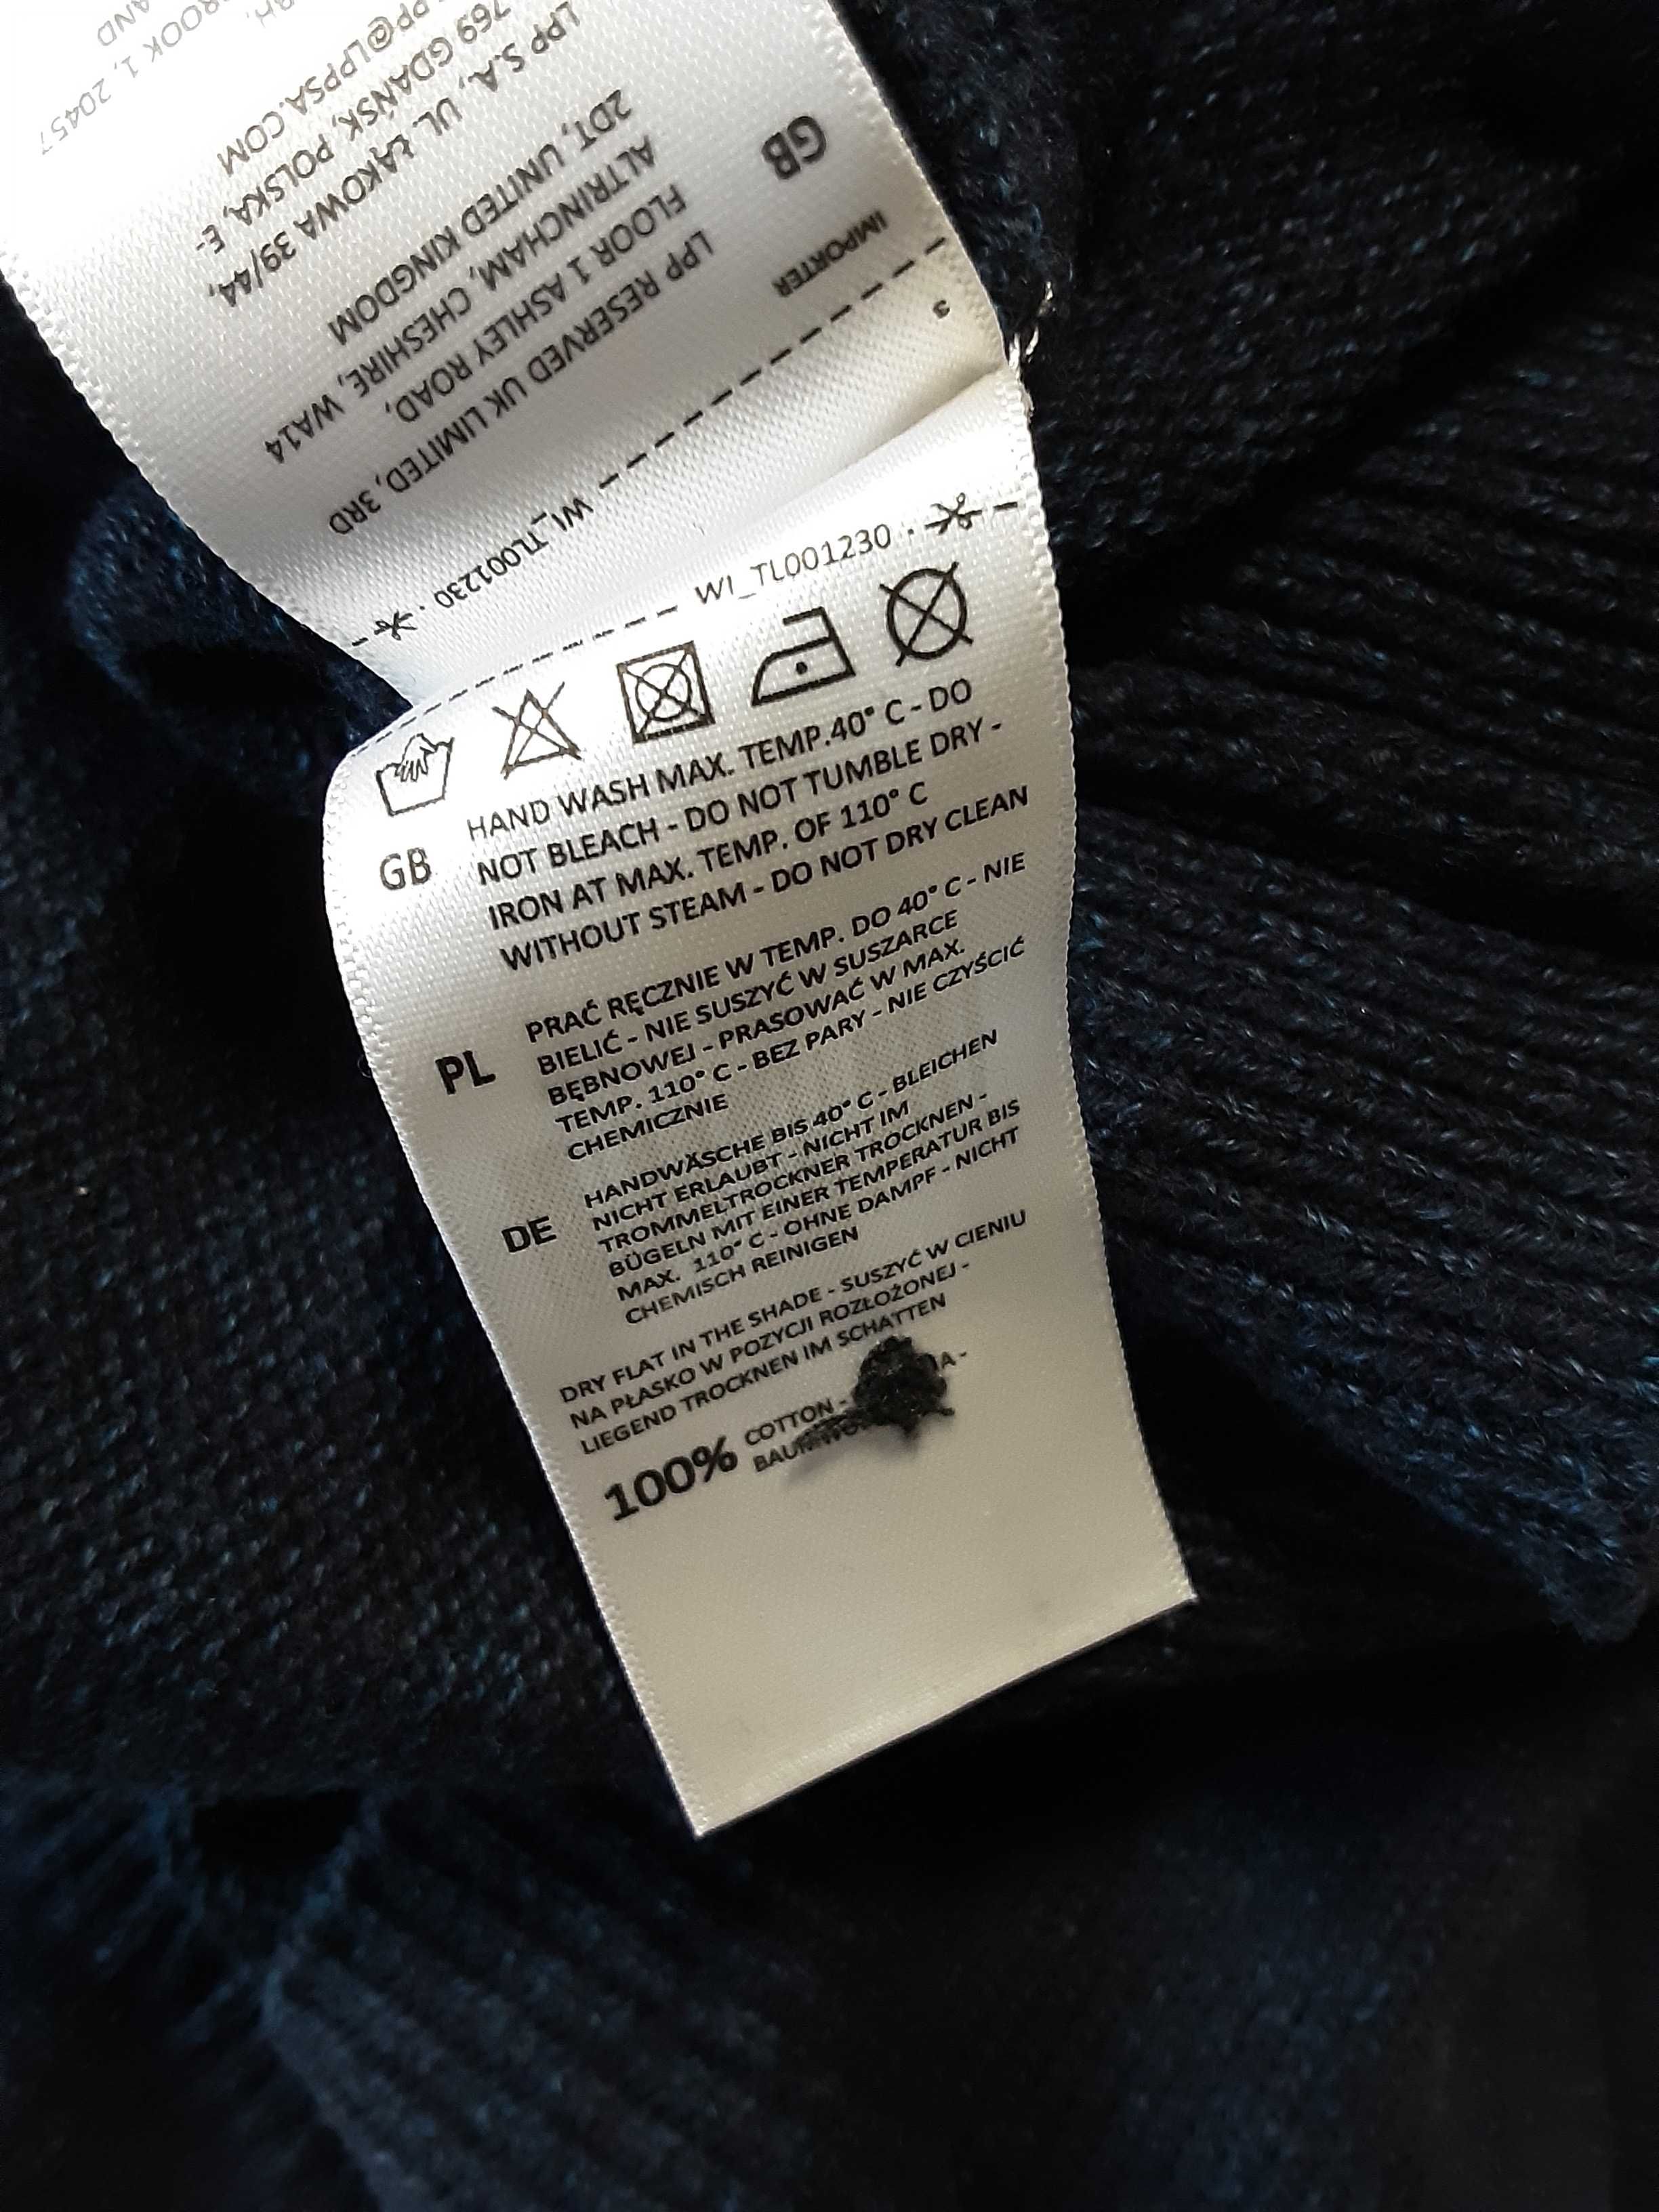 WI_TL001230 ·
HAND WASH MAX. TEMP.40° C - DO
GB
NOT BLEACH - DO NOT TUMBLE DRY -
IRON AT MAX. TEMP. OF 110° C
WITHOUT STEAM - DO NOT DRY CLEAN
PRAĆ RĘCZNIE W TEMP. DO 40° C - NIE
BIELIĆ - NIE SUSZYĆ W SUSZARCE
PL
BĘBNOWEJ - PRASOWAĆ W MAX.
TEMP. 110° C - BEZ PARY - NIE CZYŚCIĆ
CHEMICZNIE
HANDWÄSCHE BIS 40° C - BLEICHEN
NICHT ERLAUBT - NICHT IM
DE
TROMMELTROCKNER TROCKNEN -
BÜGELN MIT EINER TEMPERATUR BIS
MAX. 110° C - OHNE DAMPF - NICHT
CHEMISCH REINIGEN
DRY FLAT IN THE SHADE - SUSZYĆ W CIENIU
NA PŁASKO W POZYCJI ROZŁOŻONEJ -
LIEGEND TROCKNEN IM SCHATTEN
100%
COTTON -
3
IMPORTER
GB
LPP RESERVED UK LIMITED, 3RD
FLOOR 1 ASHLEY ROAD,
ALTRINCHAM, CHESHIRE, WA14
2DT, UNITED KINGDOM
LPP S.A., UL. ŁĄKOWA 39/44,
769 GDAŃSK, POLSKA, E-
LPPSA.COM
1, 20457
WI_TL001230 ·